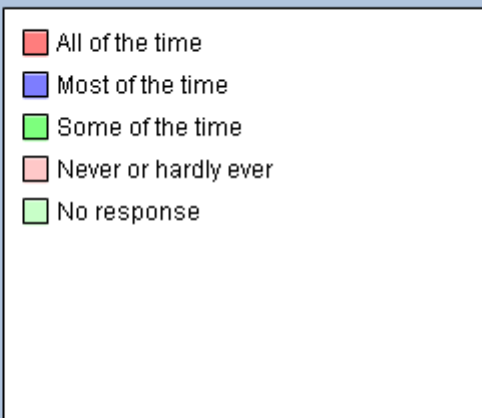 All of the time
Most of the time
Some of the time
Never or hardly ever
No response